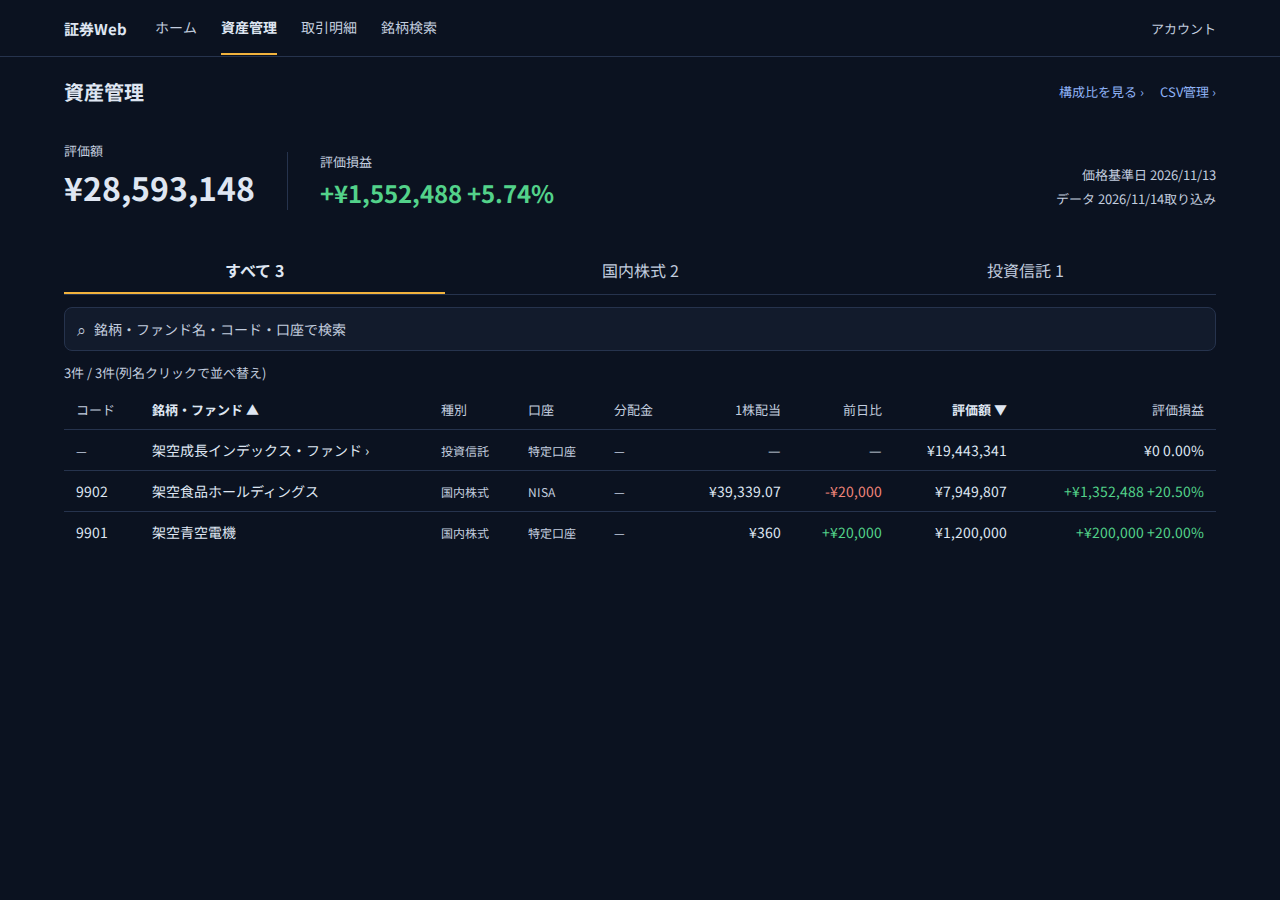 証券Web ホーム 資産管理 取引明細 銘柄検索 アカウント
資産管理 構成比を見る › CSV管理 ›
評価額
¥28,593,148
評価損益
+¥1,552,488 +5.74%
価格基準日 2026/11/13
データ 2026/11/14取り込み
すべて 3 国内株式 2 投資信託 1
⌕ 銘柄・ファンド名・コード・口座で検索
3件 / 3件(列名クリックで並べ替え)
コード 銘柄・ファンド ▲ 種別 口座 分配金 1株配当 前日比 評価額 ▼ 評価損益
— 架空成長インデックス・ファンド › 投資信託 特定口座 — — — ¥19,443,341 ¥0 0.00%
9902 架空食品ホールディングス 国内株式 NISA — ¥39,339.07 -¥20,000 ¥7,949,807 +¥1,352,488 +20.50%
9901 架空青空電機 国内株式 特定口座 — ¥360 +¥20,000 ¥1,200,000 +¥200,000 +20.00%